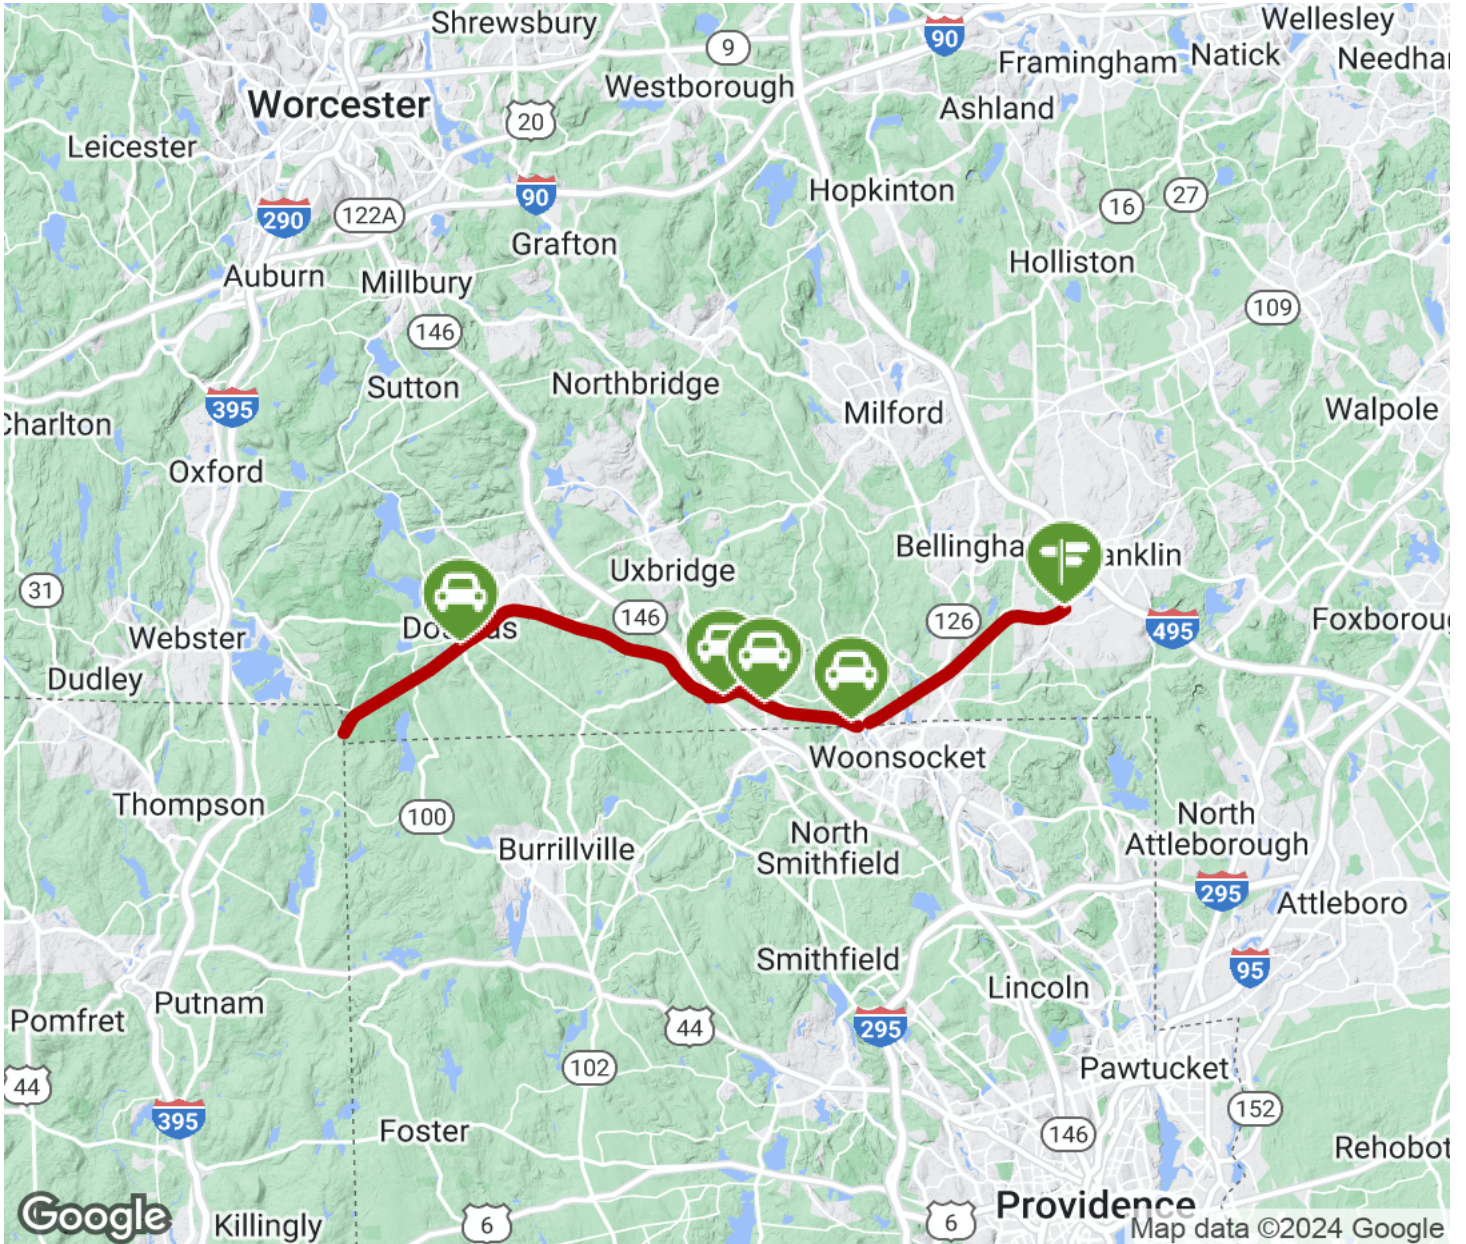 Shrewsbury
Wellesley
9
90
Framingham
Natick
Needha
Westborough
Worcester
Ashland
20
Leicester
Hopkinton
290
122A
90
16
27
Grafton
Holliston
Auburn
Millbury
109
146
Sutton
Northbridge
395
Milford
Walpole
Charlton
Oxford
Bellingha
anklin
Uxbridge
31
146
126
495
Foxboroug
Webster
Do
as
Dudley
Woonsocket
Thompson
100
North
Smithfield
North
Attleborough
Burrillville
295
Attleboro
Smithfield
95
Lincoln
Putnam
Pomfret
44
295
102
Pawtucket
44
395
152
Foster
146
Rehobot
Providence
6
6
Killingly
Google
Map data ©2024 Google